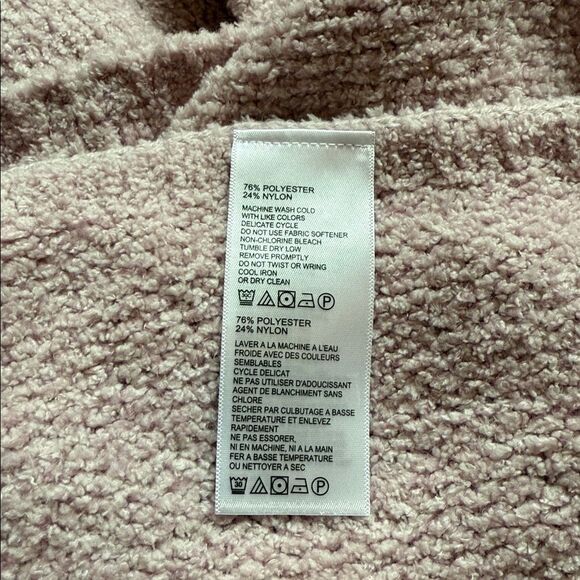 76% POLYESTER
24% NYLON
MACHINE WASH COLD
WITH LIKE COLORS
DELICATE CYCLE
DO NOT USE FABRIC SOFTENER
NON-CHLORINE BLEACH
TUMBLE DRY LOW
REMOVE PROMPTLY
DO NOT TWIST OR WRING
COOL IRON
OR DRY CLEAN
P
76% POLYESTER
24% NYLON
LAVER A LA MACHINE A L'EAU
FROIDE AVEC DES COULEURS
SEMBLABLES
CYCLE DELICAT
NE PAS UTILISER D'ADOUCISSANT
AGENT DE BLANCHIMENT SANS
CHLORE
SECHER PAR CULBUTAGE A BASSE
TEMPERATURE ET ENLEVEZ
RAPIDEMENT
NE PAS ESSORER,
NI EN MACHINE, NI A LA MAIN
FER A BASSE TEMPERATURE
OU NETTOYER A SEC
30 P